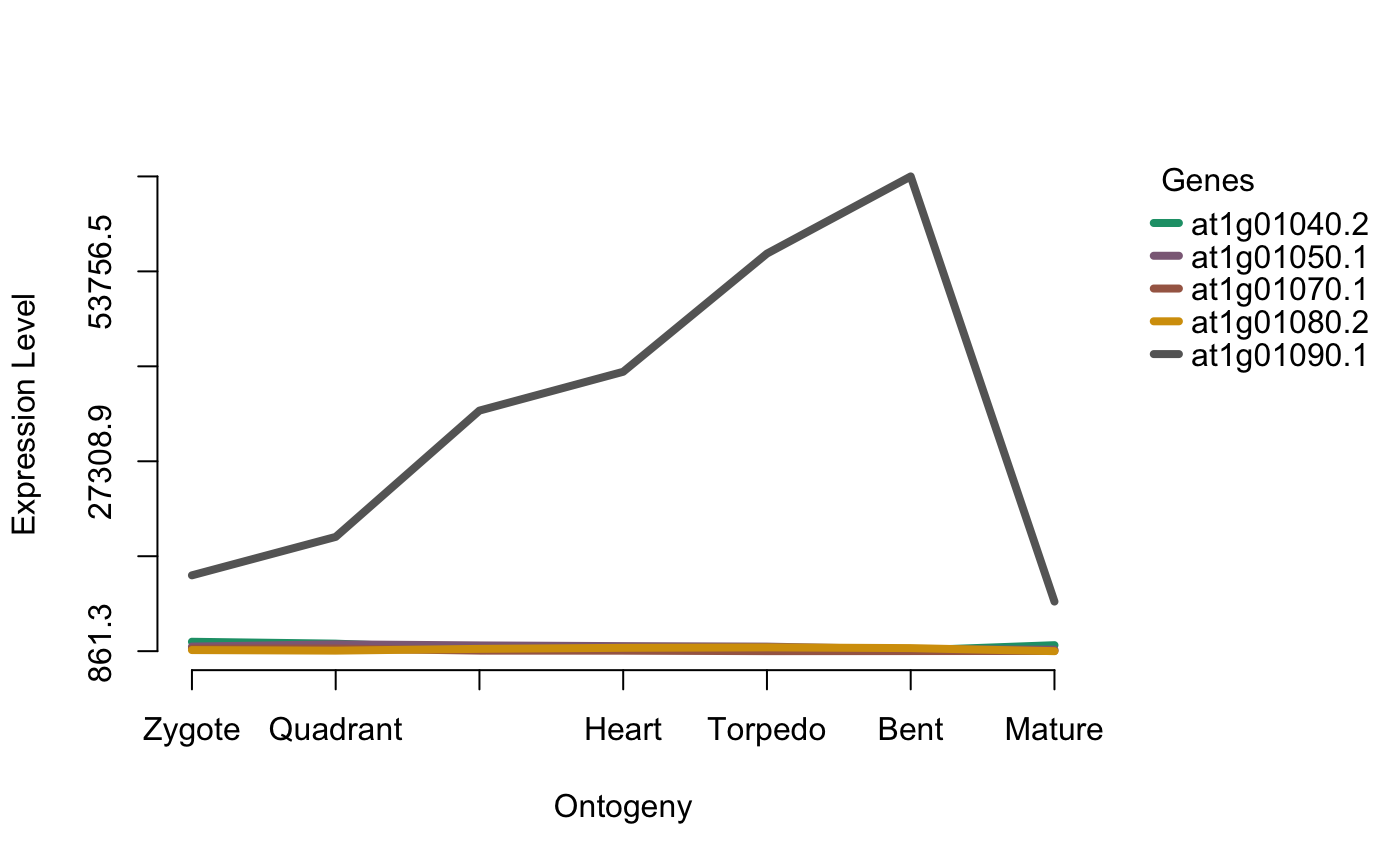 Genes
at1g01040.2
at1g01050.1
at1g01070.1
at1g01080.2
at1g01090.1
Expression Level
53756.5
27308.9
861.3
Zygote Quadrant Heart Torpedo Bent Mature
Ontogeny